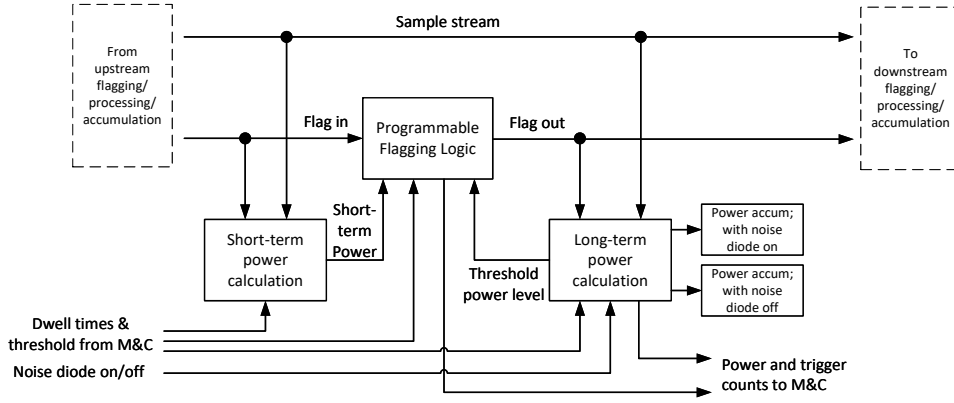 Sample stream
From
upstream
flagging/
processing/
accumulation
To
downstream
flagging/
processing/
accumulation
Flag in
Programmable
Flagging Logic
Flag out
Short-
term
Power
Short-term
power
calculation
Threshold
power level
Long-term
power
calculation
Power accum;
with noise
diode on
Power accum;
with noise
diode off
Dwell times &
threshold from M&C
Noise diode on/off
Power and trigger
counts to M&C